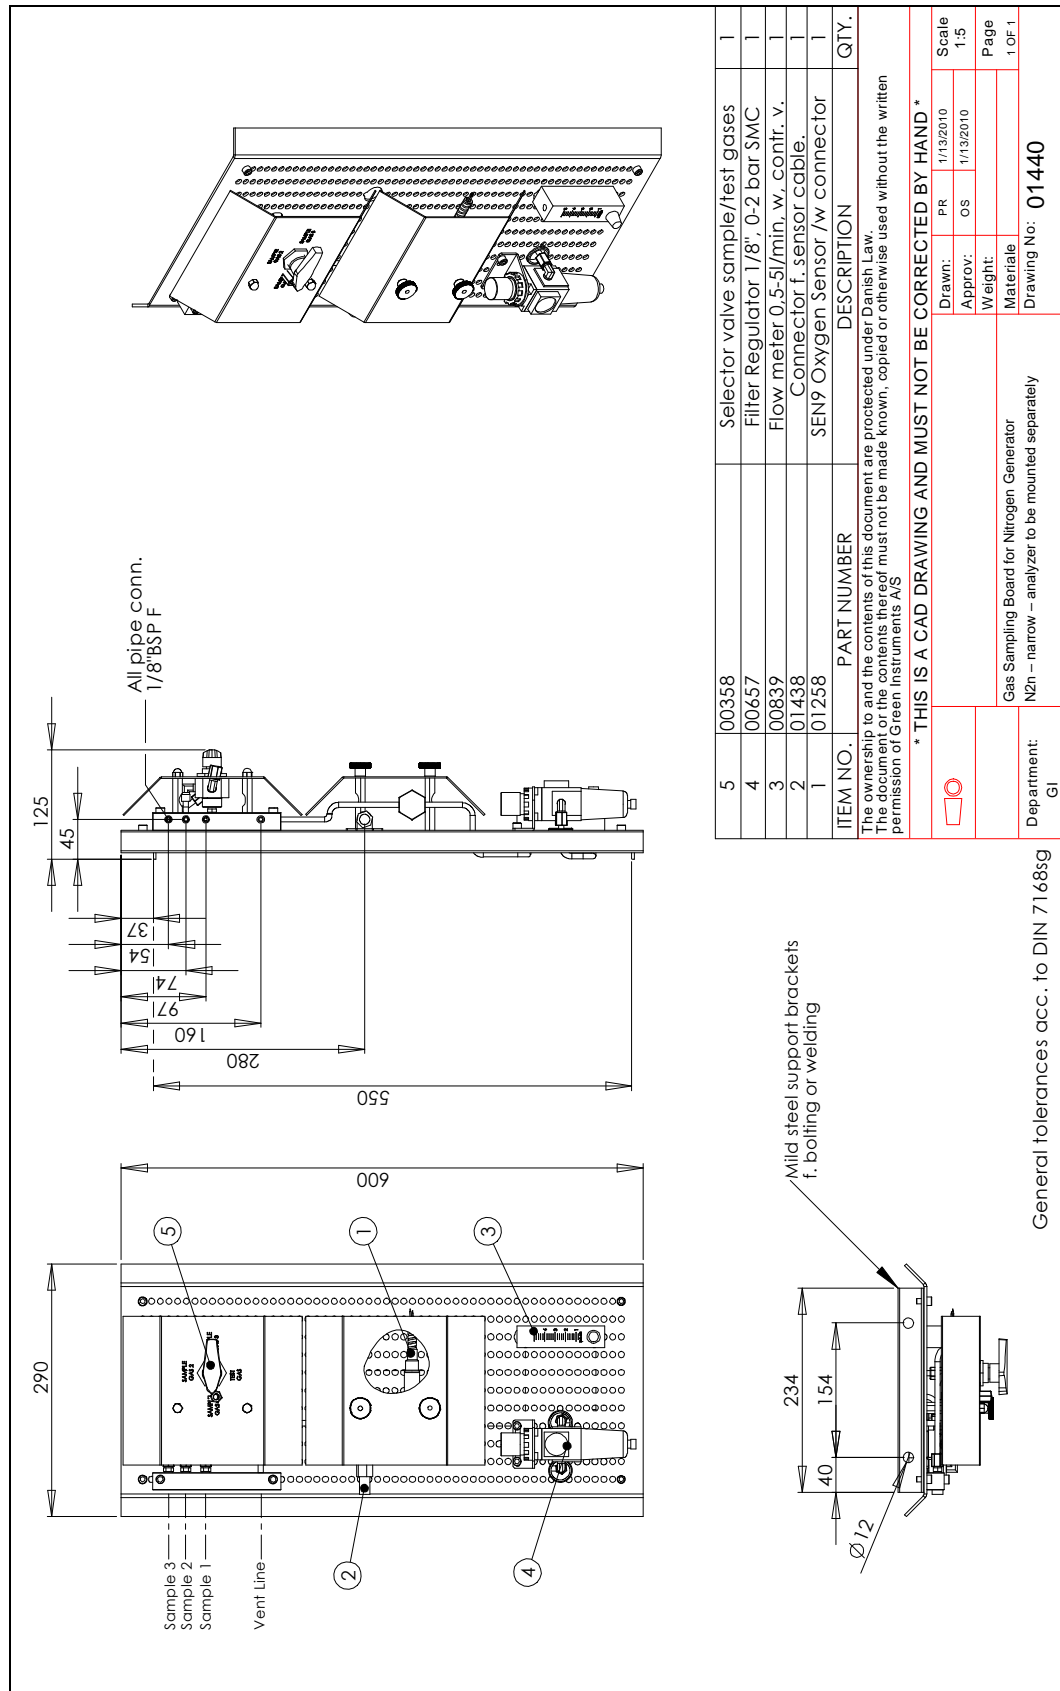 All pipe conn.
1/8"BSP F
125
45
37
54
74
97
160
280
550
290
600
5
1
3
2
4
SAMPLE
GAS 2
TEST
GAS
Sample 3
Sample 2
Sample 1
Vent Line
Mild steel support brackets
f. bolting or welding
234
154
40
Ø12
General tolerances acc. to DIN 7168sg
5 00358 Selector valve sample/test gases 1
4 00657 Filter Regulator 1/8", 0-2 bar SMC 1
3 00839 Flow meter 0,5-5l/min, w, contr. v. 1
2 01438 Connector f. sensor cable. 1
1 01258 SEN9 Oxygen Sensor /w connector 1
ITEM NO. PART NUMBER DESCRIPTION QTY.
The ownership to and the contents of this document are proctected under Danish Law.
The document or the contents thereof must not be made known, copied or otherwise used without the written
permission of Green Instruments A/S
* THIS IS A CAD DRAWING AND MUST NOT BE CORRECTED BY HAND *
Drawn: PR 1/13/2010
Approv: OS 1/13/2010
Weight:
Materiale
Scale
1:5
Page
1 OF 1
Department:
GI
Gas Sampling Board for Nitrogen Generator
N2n – narrow – analyzer to be mounted separately
Drawing No: 01440